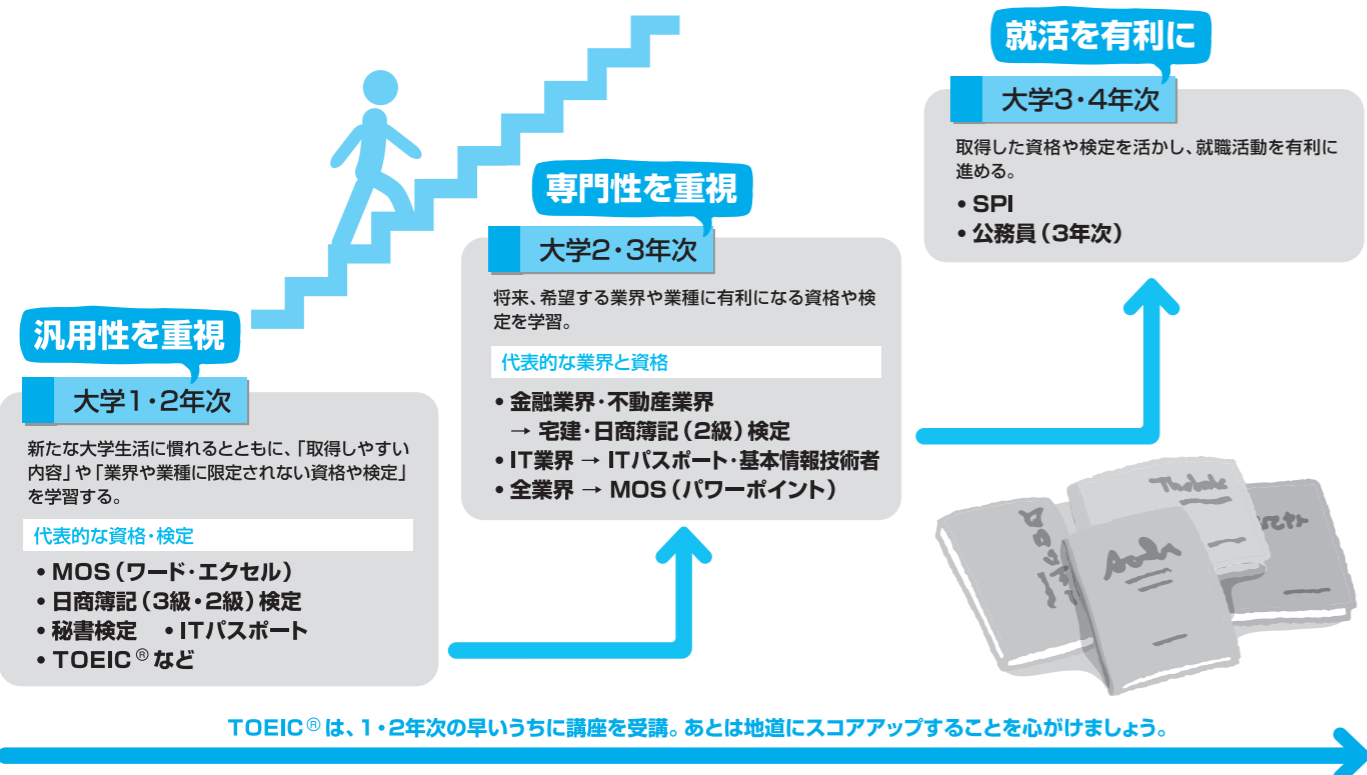 汎用性を重視
大学1・2年次
新たな大学生活に慣れるとともに、「取得しやすい
内容」や「業界や業種に限定されない資格や検定」
を学習する。
代表的な資格・検定
•MOS(ワード・エクセル)
•日商簿記(3級・2級)検定
•秘書検定 •ITパスポート
•TOEIC®など
専門性を重視
大学2・3年次
将来、希望する業界や業種に有利になる資格や検
定を学習。
代表的な業界と資格
•金融業界・不動産業界
→ 宅建・日商簿記(2級)検定
•IT業界 → ITパスポート・基本情報技術者
•全業界 → MOS(パワーポイント)
就活を有利に
大学3・4年次
取得した資格や検定を活かし、就職活動を有利に
進める。
•SPI
•公務員(3年次)
TOEIC®は、1・2年次の早いうちに講座を受講。あとは地道にスコアアップすることを心がけましょう。